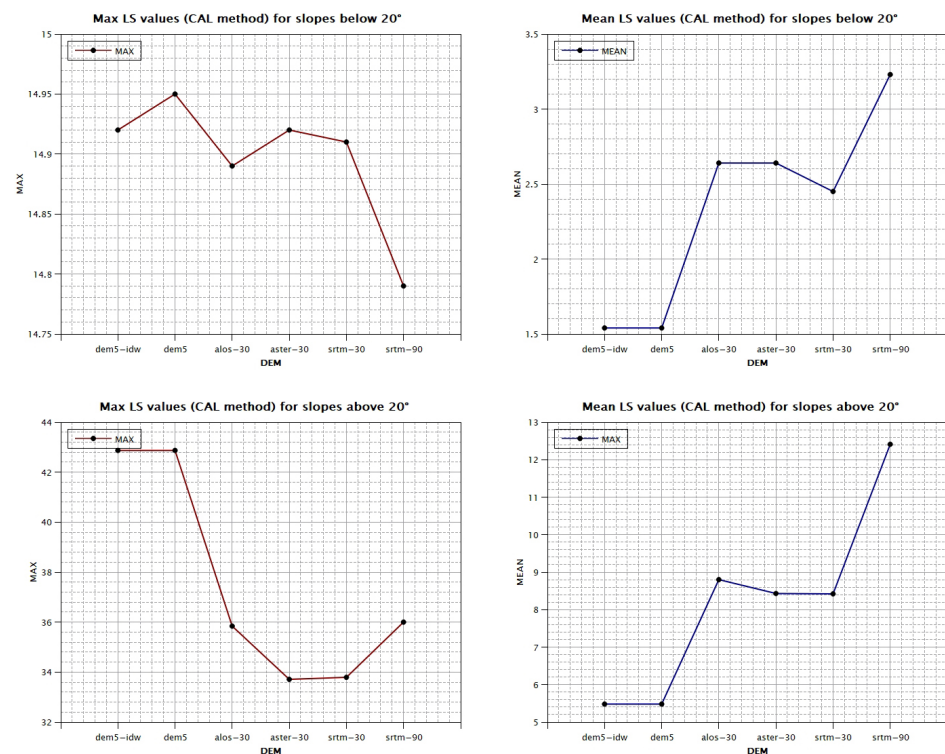 Max LS values (CAL method) for slopes below 20°
15
MAX
14.95
14.9
MAX
14.85
14.8
14.75
dem5-idw dem5 alos-30 aster-30 srtm-30 srtm-90
DEM
Mean LS values (CAL method) for slopes below 20°
3.5
MEAN
3
2.5
MEAN
2
1.5
dem5-idw dem5 alos-30 aster-30 srtm-30 srtm-90
DEM
Max LS values (CAL method) for slopes above 20°
44
MAX
42
40
38
MAX
36
34
32
dem5-idw dem5 alos-30 aster-30 srtm-30 srtm-90
DEM
Mean LS values (CAL method) for slopes above 20°
13
MAX
12
11
10
9
MEAN
8
7
6
5
dem5-idw dem5 alos-30 aster-30 srtm-30 srtm-90
DEM